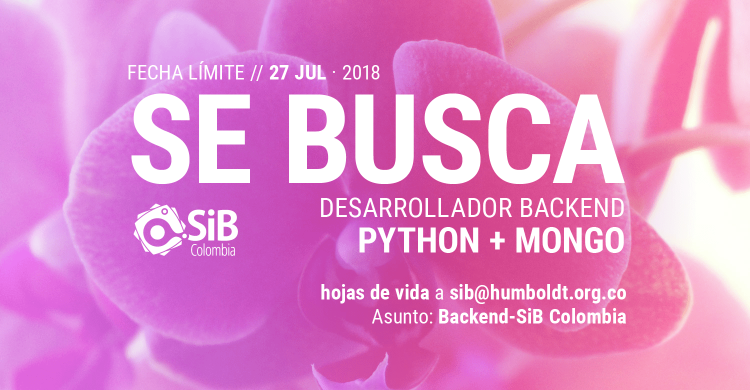 FECHA LÍMITE // 27 JUL · 2018
SE BUSCA
DESARROLLADOR BACKEND
PYTHON + MONGO
SiB
Colombia
hojas de vida a sib@humboldt.org.co
Asunto: Backend-SiB Colombia